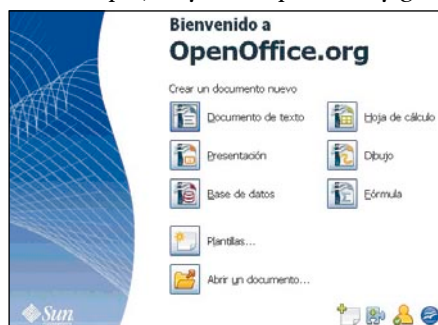 Bienvenido a
OpenOffice.org
Crear un documento nuevo
Documento de texto
Hoja de cálculo
Presentación
Dibujo
Base de datos
Fórmula
Plantillas...
Abrir un documento...
Sun